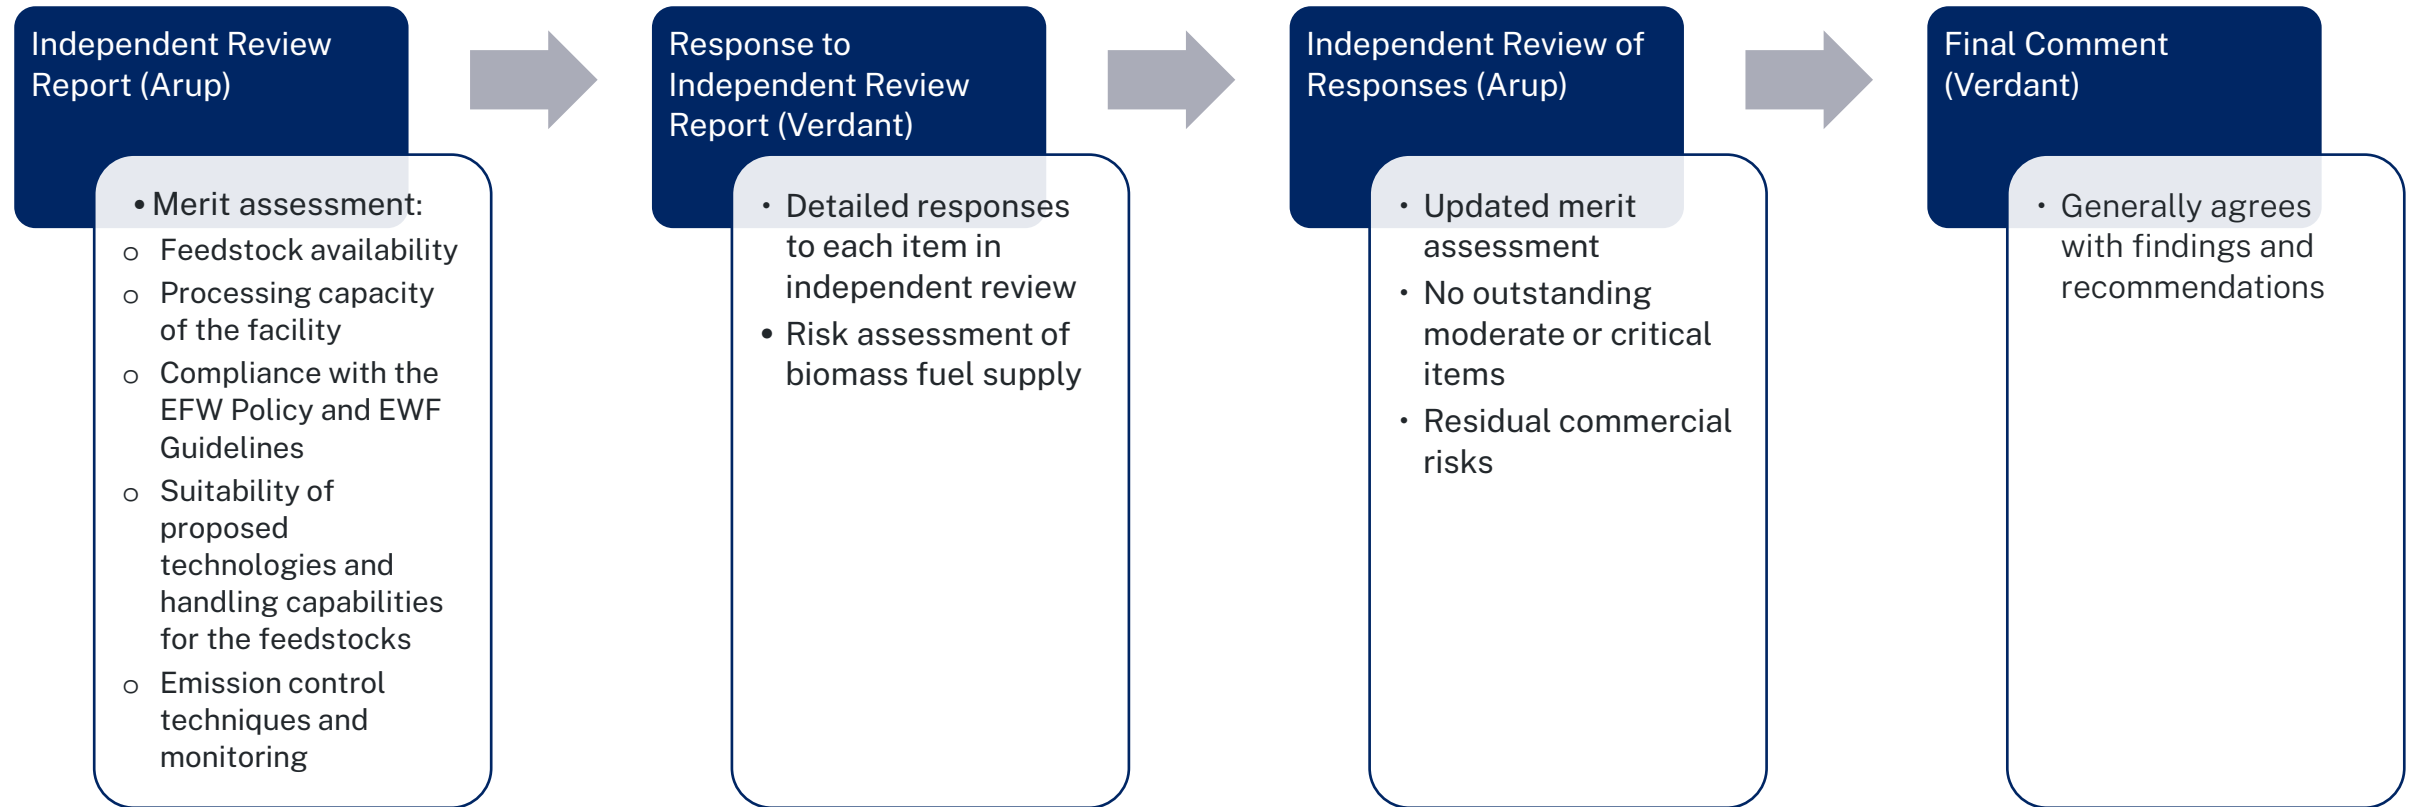 Independent Review
Report (Arup)
• Merit assessment:
o Feedstock availability
o Processing capacity
of the facility
o Compliance with the
EFW Policy and EWF
Guidelines
o Suitability of
proposed
technologies and
handling capabilities
for the feedstocks
o Emission control
techniques and
monitoring
Response to
Independent Review
Report (Verdant)
• Detailed responses
to each item in
independent review
• Risk assessment of
biomass fuel supply
Independent Review of
Responses (Arup)
• Updated merit
assessment
• No outstanding
moderate or critical
items
• Residual commercial
risks
Final Comment
(Verdant)
• Generally agrees
with findings and
recommendations